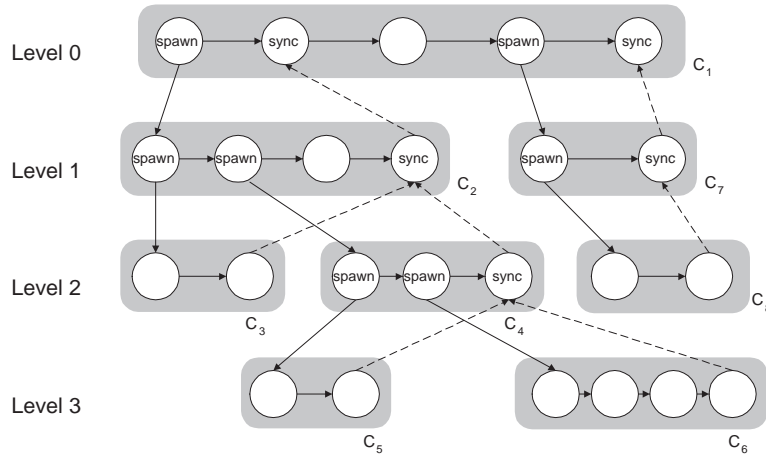 Level 0
spawn sync spawn sync
C1
Level 1
spawn spawn sync
C2
spawn sync
C7
Level 2
C3
spawn spawn sync
C4
Level 3
C5
C6